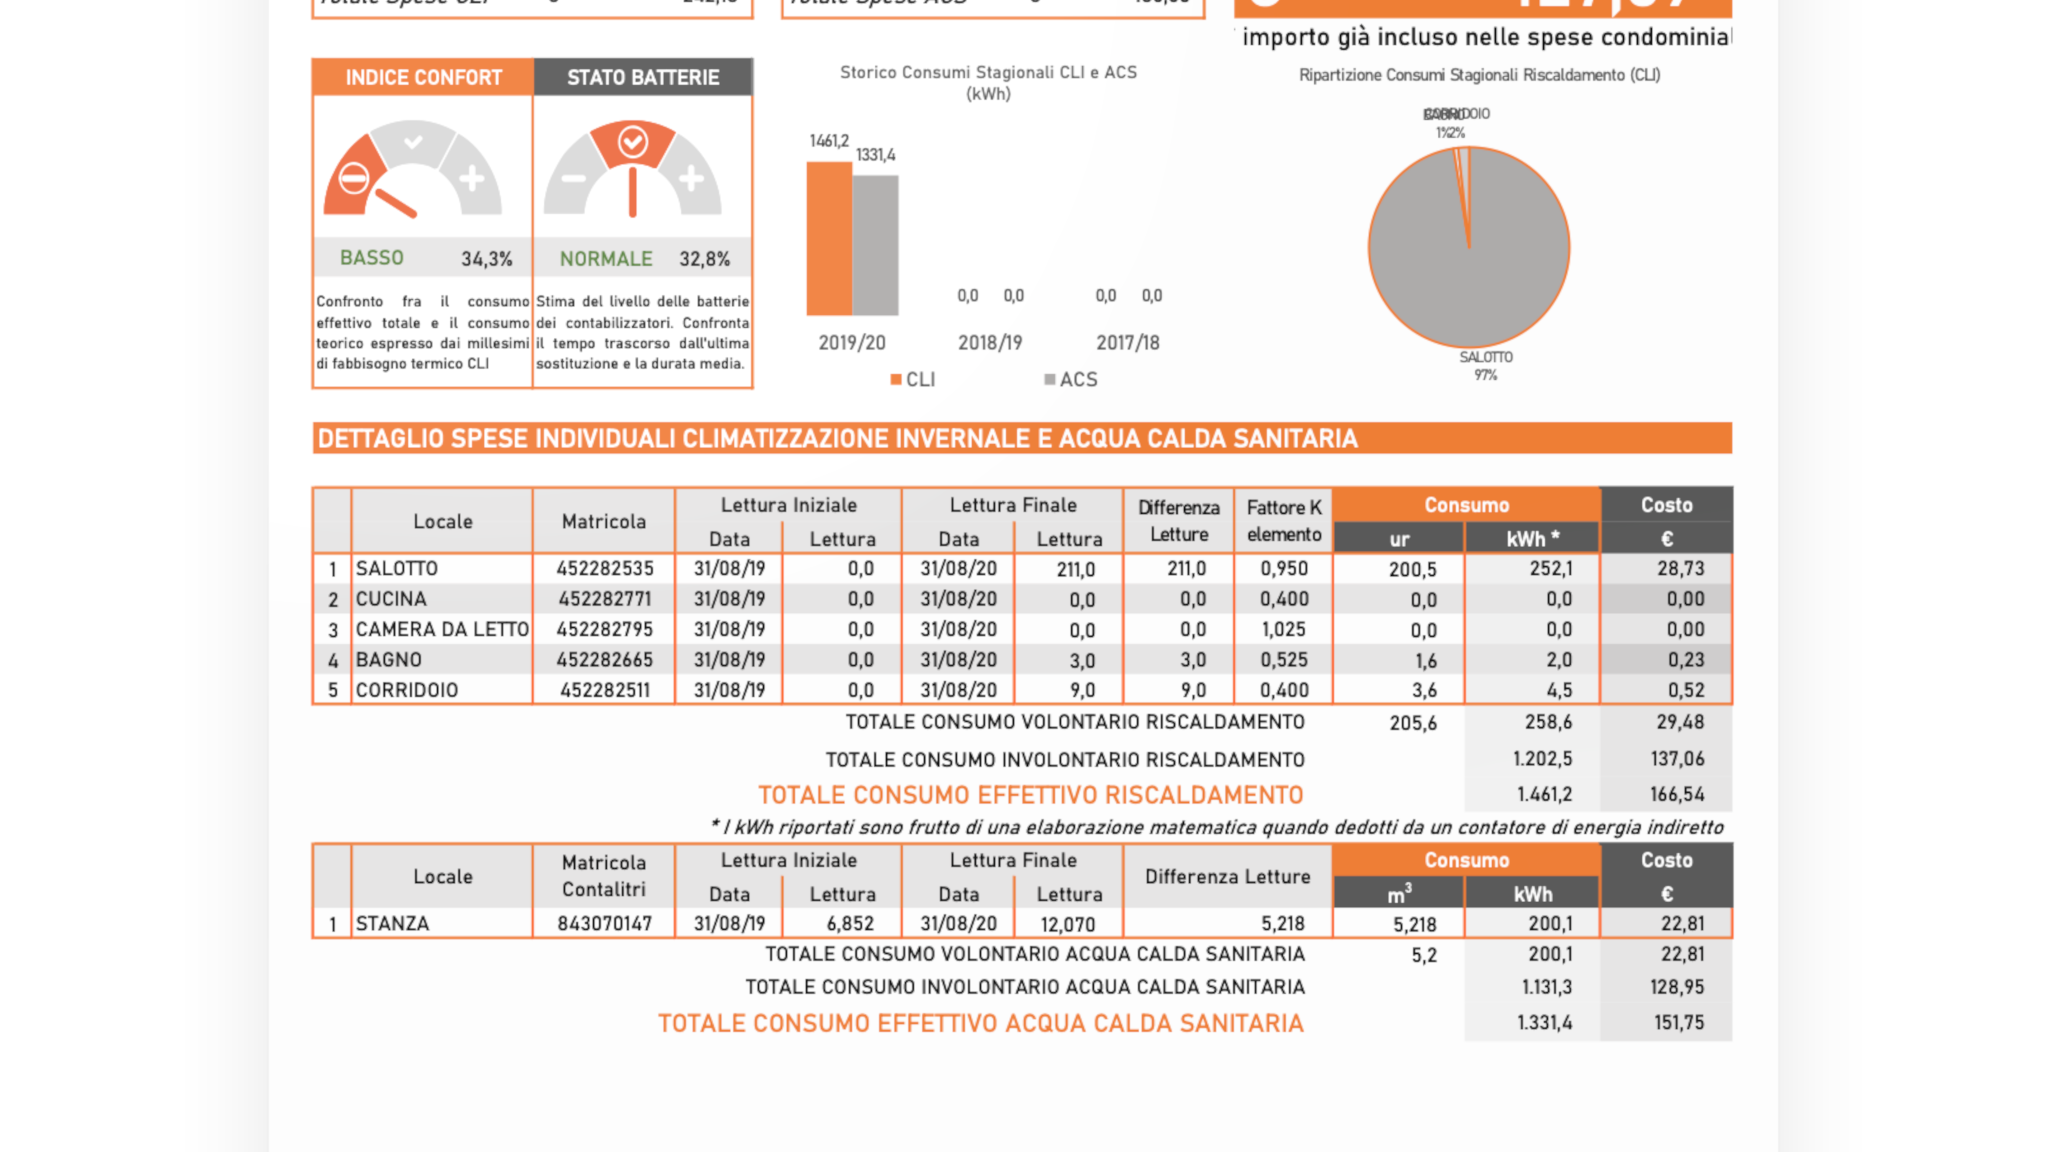 importo già incluso nelle spese condominial
INDICE CONFORT
STATO BATTERIE
BASSO 34,3%
NORMALE 32,8%
Confronto fra il consumo
effettivo totale e il consumo
teorico espresso dai millesimi
di fabbisogno termico CLI
Stima del livello delle batterie
dei contabilizzatori. Confronta
il tempo trascorso dall'ultima
sostituzione e la durata media.
Storico Consumi Stagionali CLI e ACS
(kWh)
1461,2
1331,4
0,0 0,0 0,0 0,0
2019/20 2018/19 2017/18
CLI ACS
Ripartizione Consumi Stagionali Riscaldamento (CLI)
BAGNO CORRIDOIO
1% 2%
SALOTTO
97%
DETTAGLIO SPESE INDIVIDUALI CLIMATIZZAZIONE INVERNALE E ACQUA CALDA SANITARIA
Locale Matricola Lettura Iniziale Lettura Finale Differenza Letture Fattore K elemento Consumo Costo
Data Lettura Data Lettura ur kWh * €
1 SALOTTO 452282535 31/08/19 0,0 31/08/20 211,0 211,0 0,950 200,5 252,1 28,73
2 CUCINA 452282771 31/08/19 0,0 31/08/20 0,0 0,0 0,400 0,0 0,0 0,00
3 CAMERA DA LETTO 452282795 31/08/19 0,0 31/08/20 0,0 0,0 1,025 0,0 0,0 0,00
4 BAGNO 452282665 31/08/19 0,0 31/08/20 3,0 3,0 0,525 1,6 2,0 0,23
5 CORRIDOIO 452282511 31/08/19 0,0 31/08/20 9,0 9,0 0,400 3,6 4,5 0,52
TOTALE CONSUMO VOLONTARIO RISCALDAMENTO 205,6 258,6 29,48
TOTALE CONSUMO INVOLONTARIO RISCALDAMENTO 1.202,5 137,06
TOTALE CONSUMO EFFETTIVO RISCALDAMENTO 1.461,2 166,54
* I kWh riportati sono frutto di una elaborazione matematica quando dedotti da un contatore di energia indiretto
Locale Matricola Contalitri Lettura Iniziale Lettura Finale Differenza Letture Consumo Costo
Data Lettura Data Lettura m³ kWh €
1 STANZA 843070147 31/08/19 6,852 31/08/20 12,070 5,218 5,218 200,1 22,81
TOTALE CONSUMO VOLONTARIO ACQUA CALDA SANITARIA 5,2 200,1 22,81
TOTALE CONSUMO INVOLONTARIO ACQUA CALDA SANITARIA 1.131,3 128,95
TOTALE CONSUMO EFFETTIVO ACQUA CALDA SANITARIA 1.331,4 151,75